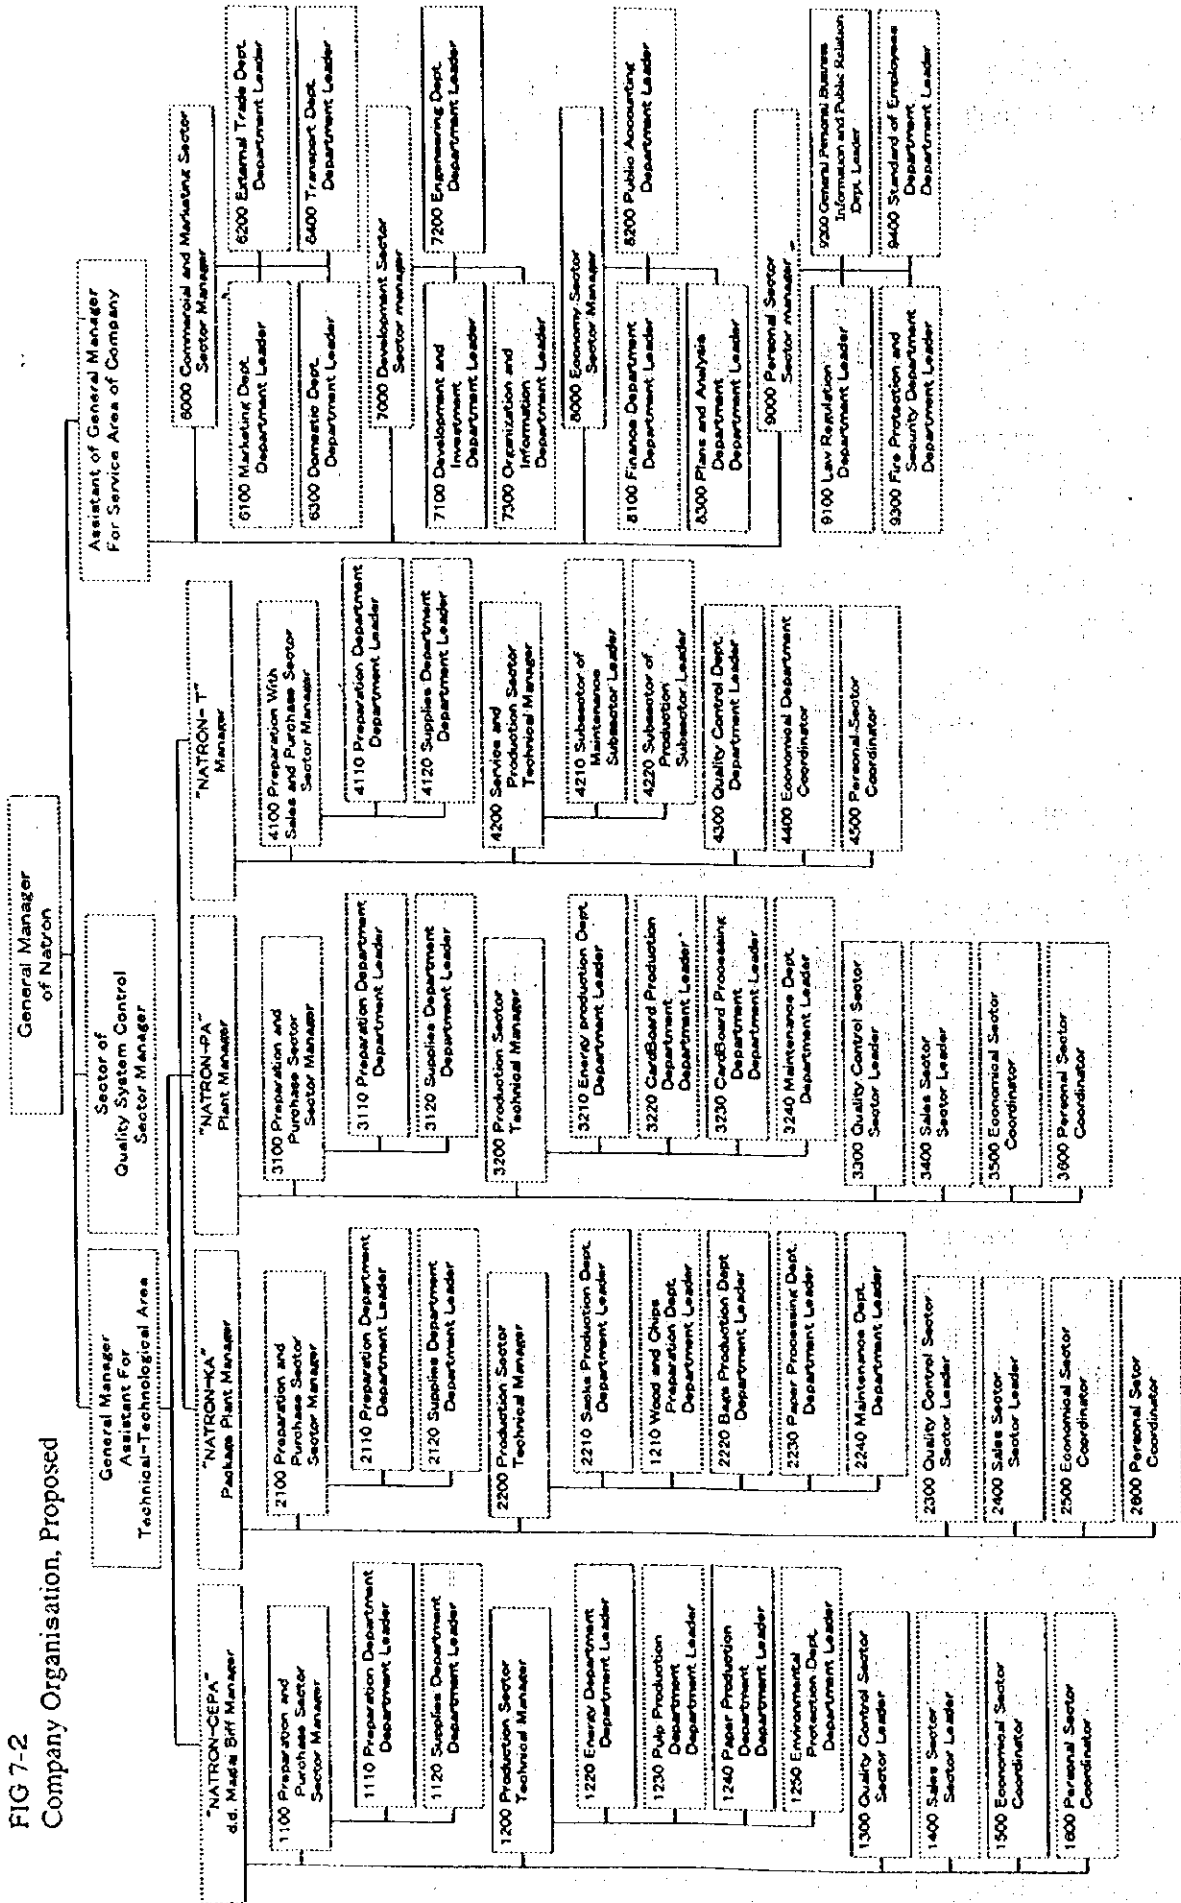 FIG 7-2
Company Organisation, Proposed
General Manager
of Natron
General Manager
Assistant For
Technical-Technological Area
Sector of
Quality System Control
Sector Manager
Assistant of General Manager
For Service Area of Company
"NATRON-CEPA"
d.d. Maglaj Biff Manager
1100 Preparation and
Purchase Sector
Sector Manager
1110 Preparation Department
Department Leader
1120 Supplies Department
Department Leader
1200 Production Sector
Technical Manager
1220 Energy Department
Department Leader
1230 Pulp Production
Department
Department Leader
1240 Paper Production
Department
Department Leader
1250 Environmental
Protection Dept.
Department Leader
1300 Quality Control Sector
Sector Leader
1400 Sales Sector
Sector Leader
1500 Economical Sector
Coordinator
1600 Personal Sector
Coordinator
"NATRON-KA"
Package Plant Manager
2100 Preparation and
Purchase Sector
Sector Manager
2110 Preparation Department
Department Leader
2120 Supplies Department
Department Leader
2200 Production Sector
Technical Manager
2210 Sacks Production Dept.
Department Leader
1210 Wood and Chips
Preparation Dept.
Department Leader
2220 Bags Production Dept
Department Leader
2230 Paper Processing Dept.
Department Leader
2240 Maintenance Dept.
Department Leader
2300 Quality Control Sector
Sector Leader
2400 Sales Sector
Sector Leader
2500 Economical Sector
Coordinator
2600 Personal Setor
Coordinator
"NATRON-PA"
Plant Manager
3100 Preparation and
Purchase Sector
Sector Manager
3110 Preparation Department
Department Leader
3120 Supplies Department
Department Leader
3200 Production Sector
Technical Manager
3210 Energy production Dept.
Department Leader
3220 CardBoard Production
Department
Department Leader
3230 CardBoard Processing
Department
Department Leader
3240 Maintenance Dept.
Department Leader
3300 Quality Control Sector
Sector Leader
3400 Sales Sector
Sector Leader
3500 Economical Sector
Coordinator
3600 Personal Sector
Coordinator
"NATRON-T"
Manager
4100 Preparation With
Sales and Purchase Sector
Sector Manager
4110 Preparation Department
Department Leader
4120 Supplies Department
Department Leader
4200 Service and
Production Sector
Technical Manager
4210 Subsector of
Maintenance
Subsector Leader
4220 Subsector of
Production
Subsector Leader
4300 Quality Control Dept.
Department Leader
4400 Economical Department
Coordinator
4500 Personal Sector
Coordinator
6000 Commercial and Marketing Sector
Sector Manager
6100 Marketing Dept.
Department Leader
6200 External Trade Dept.
Department Leader
6300 Domestic Dept.
Department Leader
6400 Transport Dept.
Department Leader
7000 Development Sector
Sector manager
7100 Development and
Investment
Department Leader
7200 Engeneering Dept.
Department Leader
7300 Organization and
Information
Department Leader
8000 Economy Sector
Sector Manager
8100 Finance Department
Department Leader
8200 Public Accounting
Department Leader
8300 Plans and Analysis
Department
Department Leader
9000 Personal Sector
Sector manager
9100 Law Regulation
Department Leader
9200 General Personal Business
Information and Public Relation
Dept. Leader
9300 Fire Protection and
Security Department
Department Leader
9400 Standard of Employees
Department
Department Leader